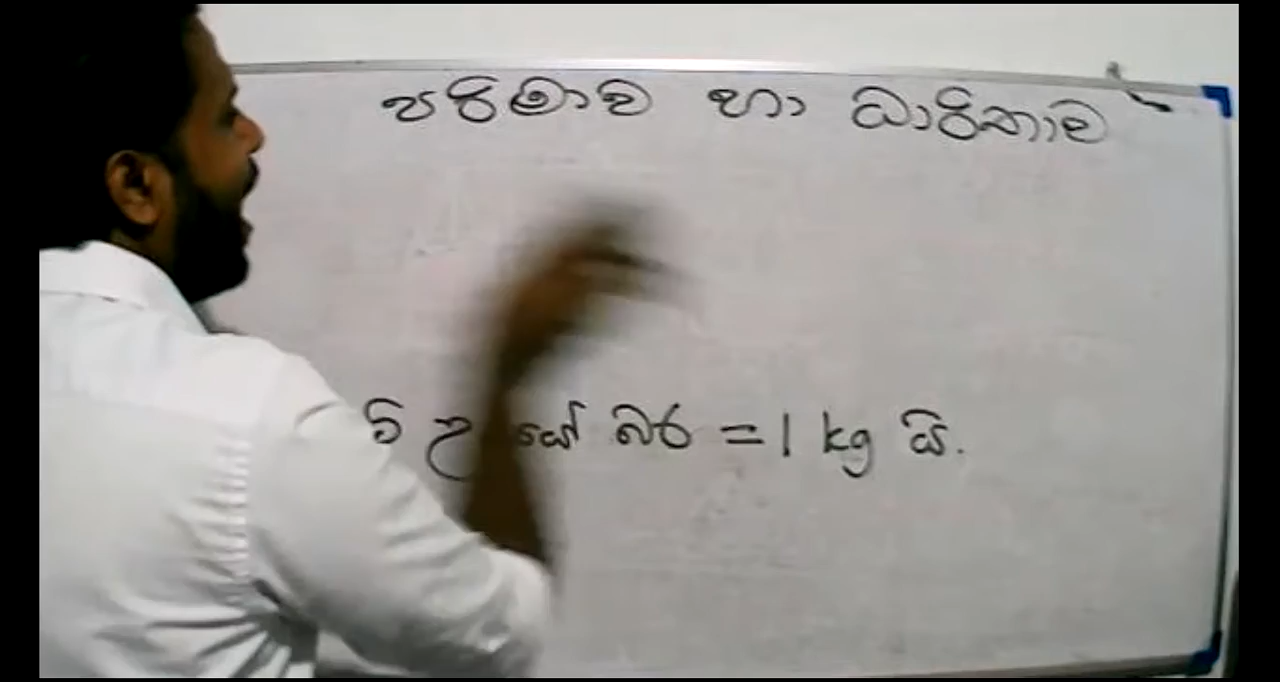 පරිමාව හා ධාරිතාව
බර = 1 kg යි.